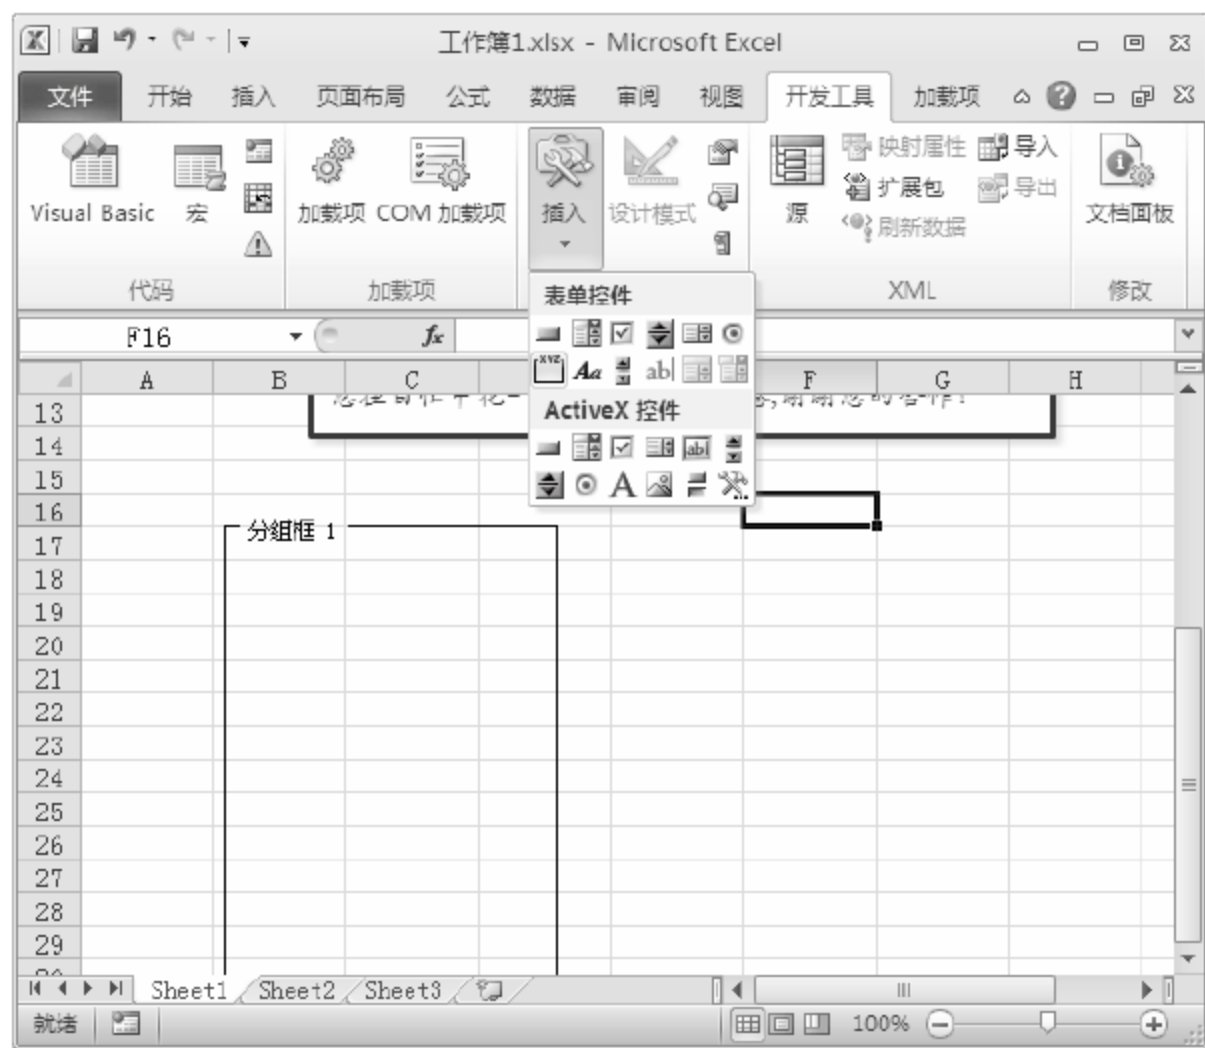 工作簿1.xlsx - Microsoft Excel
文件 开始 插入 页面布局 公式 数据 审阅 视图 开发工具 加载项
Visual Basic 宏 加载项 COM 加载项 插入 设计模式 源 映射属性 扩展包 刷新数据 导入 导出 文档面板
代码 加载项 XML 修改
表单控件
F16 fx
XYZ Aa ab|
A B C F G H
ActiveX 控件
abl
A
13
14
15
16
分组框 1
17
18
19
20
21
22
23
24
25
26
27
28
29
Sheet1 Sheet2 Sheet3
就绪 100%